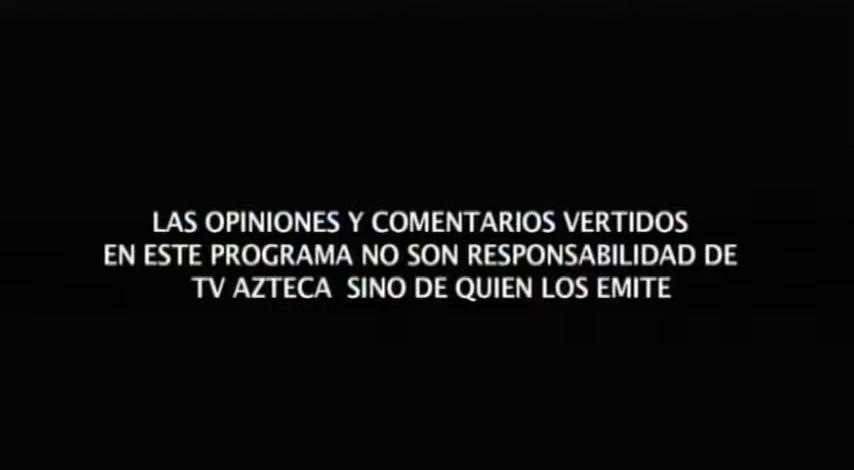 LAS OPINIONES Y COMENTARIOS VERTIDOS
EN ESTE PROGRAMA NO SON RESPONSABILIDAD DE
TV AZTECA SINO DE QUIEN LOS EMITE